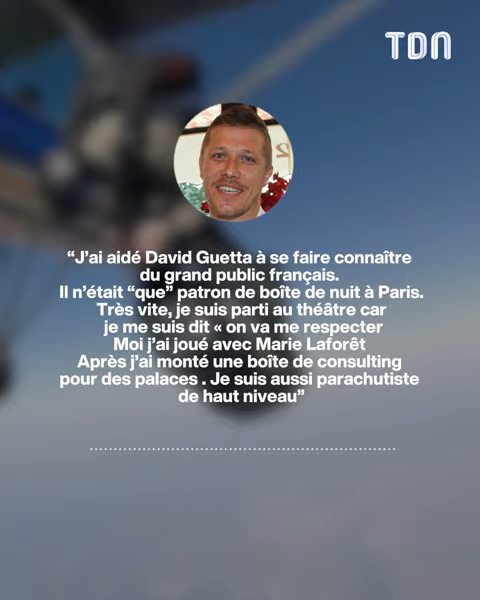 TDN
“J’ai aidé David Guetta à se faire connaître
du grand public français.
Il n’était “que” patron de boîte de nuit à Paris.
Très vite, je suis parti au théâtre car
je me suis dit « on va me respecter
Moi j’ai joué avec Marie Laforêt
Après j’ai monté une boîte de consulting
pour des palaces . Je suis aussi parachutiste
de haut niveau”